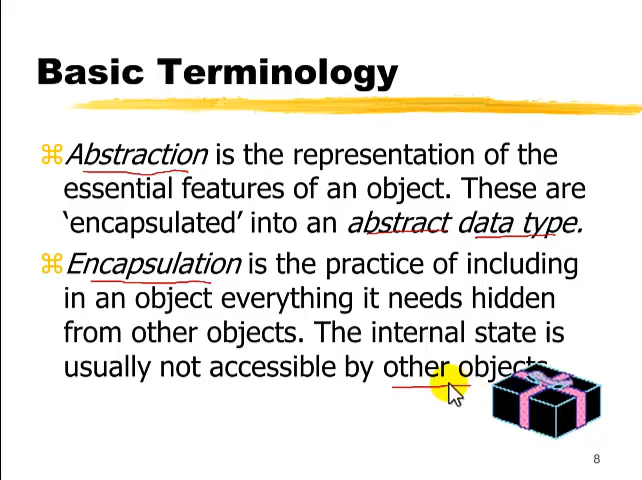 Basic Terminology
Abstraction is the representation of the
essential features of an object. These are
‘encapsulated’ into an abstract data type.
Encapsulation is the practice of including
in an object everything it needs hidden
from other objects. The internal state is
usually not accessible by other objects.
8